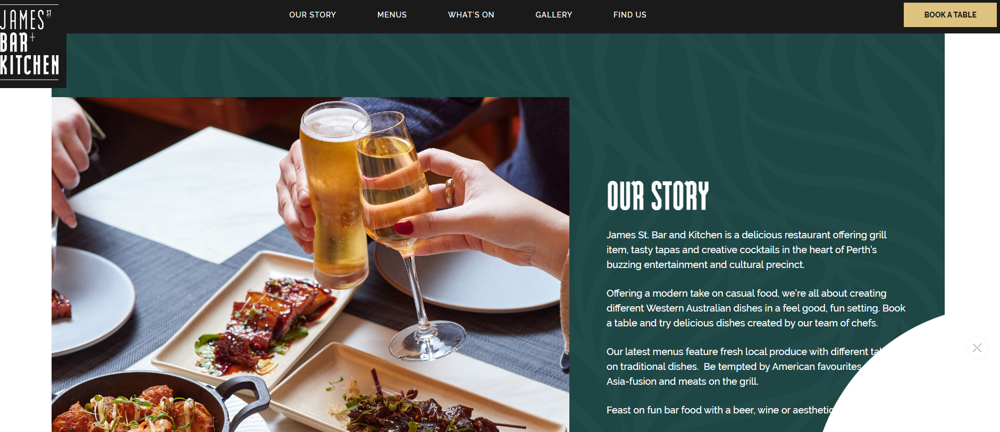 JAMES ST
BAR+
KITCHEN
OUR STORY
MENUS
WHAT'S ON
GALLERY
FIND US
BOOK A TABLE
OUR STORY
James St. Bar and Kitchen is a delicious restaurant offering grill
item, tasty tapas and creative cocktails in the heart of Perth's
buzzing entertainment and cultural precinct.
Offering a modern take on casual food, we're all about creating
different Western Australian dishes in a feel good, fun setting. Book
a table and try delicious dishes created by our team of chefs.
Our latest menus feature fresh local produce with different
on traditional dishes. Be tempted by American favourites
Asia-fusion and meats on the grill.
Feast on fun bar food with a beer, wine or